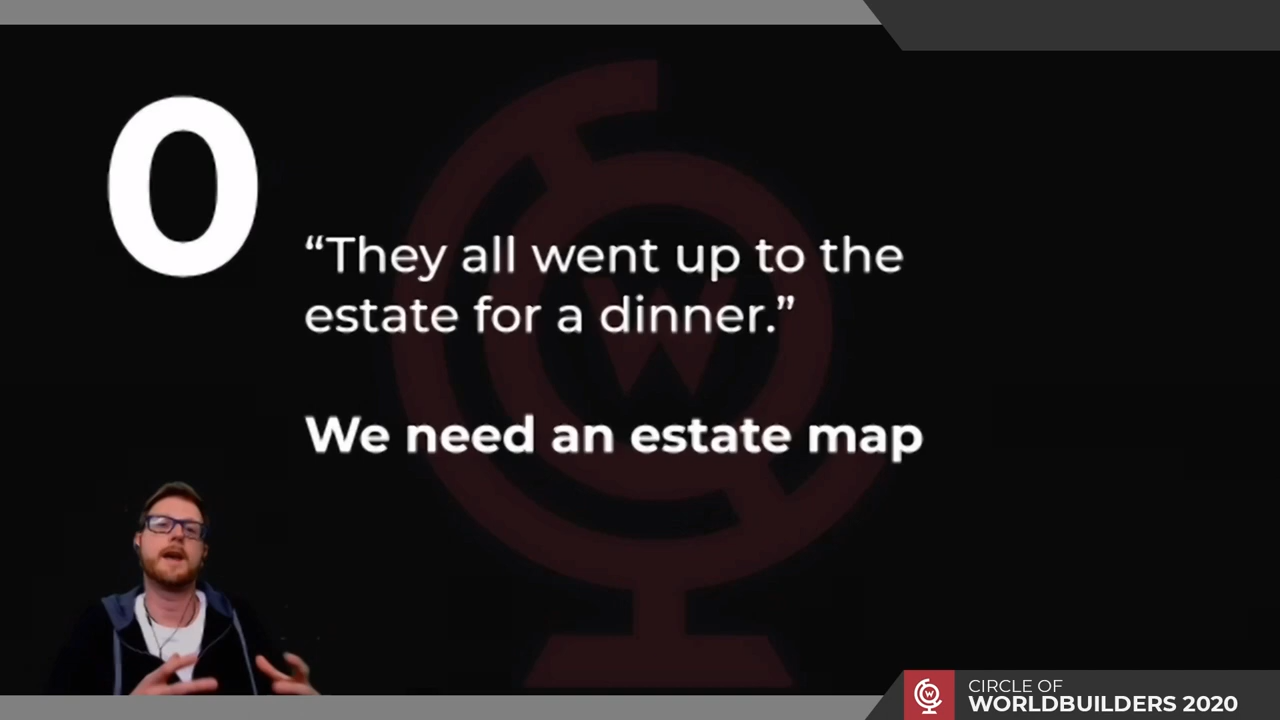 0
“They all went up to the
estate for a dinner.”
We need an estate map
W
W
CIRCLE OF
WORLDBUILDERS 2020